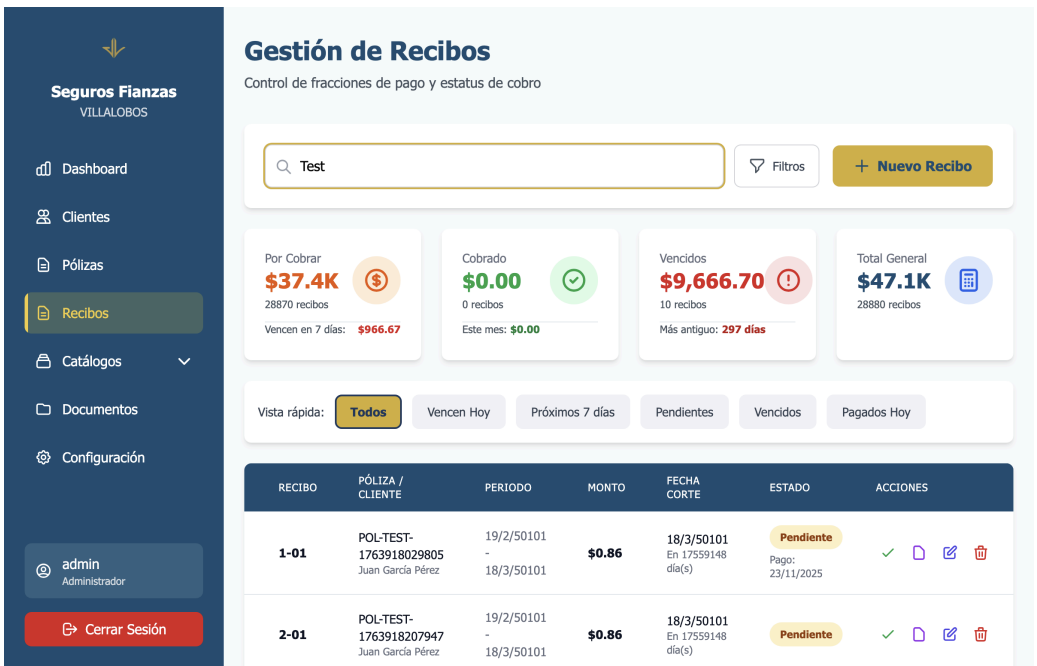 Seguros Fianzas
VILLALOBOS
Dashboard
Clientes
Pólizas
Recibos
Catálogos
Documentos
Configuración
admin
Administrador
Cerrar Sesión
Gestión de Recibos
Control de fracciones de pago y estatus de cobro
Test
Filtros
+ Nuevo Recibo
Por Cobrar
$37.4K
28870 recibos
Vencen en 7 días: $966.67
Cobrado
$0.00
0 recibos
Este mes: $0.00
Vencidos
$9,666.70
10 recibos
Más antiguo: 297 días
Total General
$47.1K
28880 recibos
Vista rápida: Todos Vencen Hoy Próximos 7 días Pendientes Vencidos Pagados Hoy
RECIBO
PÓLIZA /
CLIENTE
PERIODO
MONTO
FECHA
CORTE
ESTADO
ACCIONES
1-01
POL-TEST-
1763918029805
Juan García Pérez
19/2/50101
-
18/3/50101
$0.86
18/3/50101
En 17559148
día(s)
Pendiente
Pago:
23/11/2025
2-01
POL-TEST-
1763918207947
Juan García Pérez
19/2/50101
-
18/3/50101
$0.86
18/3/50101
En 17559148
día(s)
Pendiente